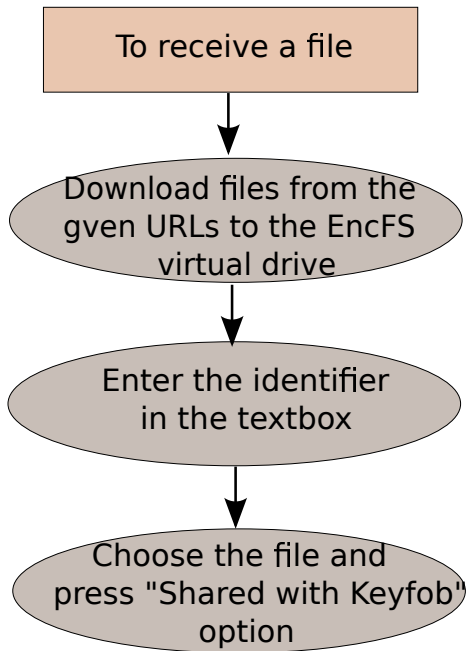 To receive a file
Download files from the
gven URLs to the EncFS
virtual drive
Enter the identifier
in the textbox
Choose the file and
press "Shared with Keyfob"
option